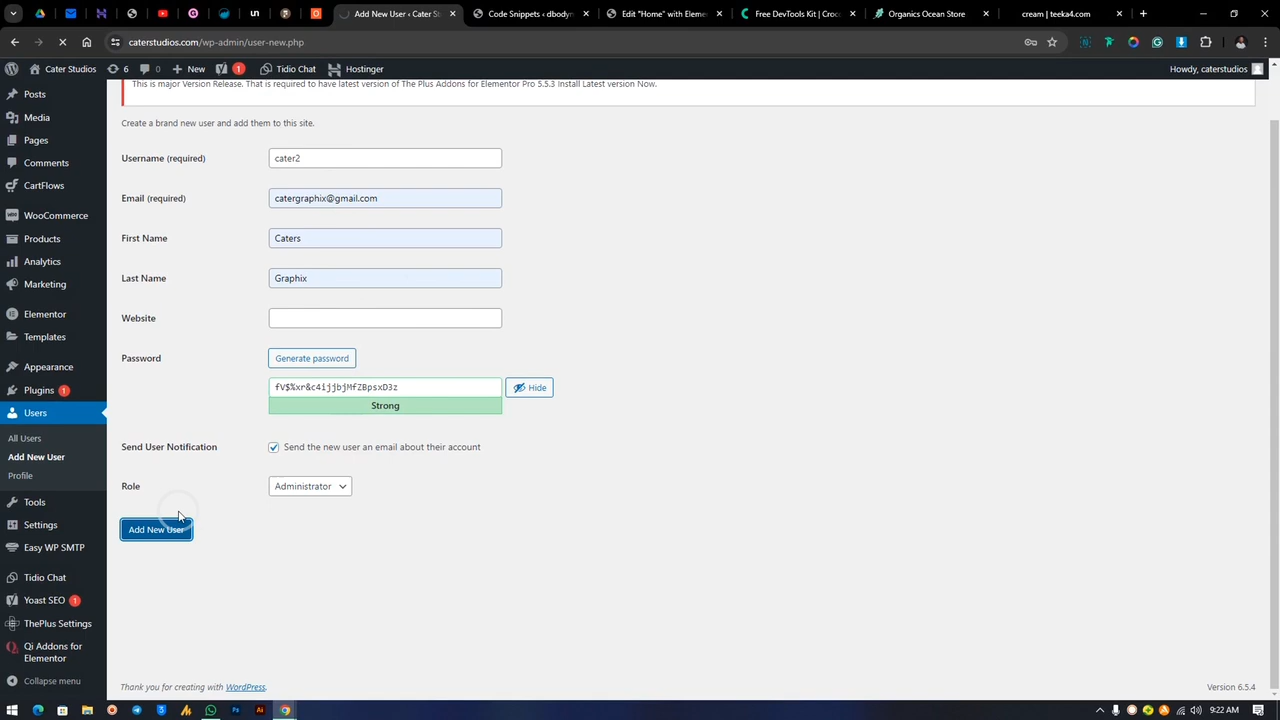 Add New User ‹ Cater S
Code Snippets ‹ dbodyn
Edit "Home" with Eleme
Free DevTools Kit | Croc
Organics Ocean Store
cream | teeka4.com
caterstudios.com/wp-admin/user-new.php
Cater Studios
6
0
New
1
Tidio Chat
Hostinger
Howdy, caterstudios
This is major Version Release. That is required to have latest version of The Plus Addons for Elementor Pro 5.5.3 Install Latest version Now.
Posts
Media
Pages
Comments
CartFlows
WooCommerce
Products
Analytics
Marketing
Elementor
Templates
Appearance
Plugins 1
Users
All Users
Add New User
Profile
Tools
Settings
Easy WP SMTP
Tidio Chat
Yoast SEO 1
ThePlus Settings
Qi Addons for
Elementor
Collapse menu
Create a brand new user and add them to this site.
Username (required)
cater2
Email (required)
catergraphix@gmail.com
First Name
Caters
Last Name
Graphix
Website
Password
Generate password
fV$%xr&c4ijjbjMfZBpsxD3z
Hide
Strong
Send User Notification
Send the new user an email about their account
Role
Administrator
Add New User
Thank you for creating with WordPress.
Version 6.5.4
9:22 AM